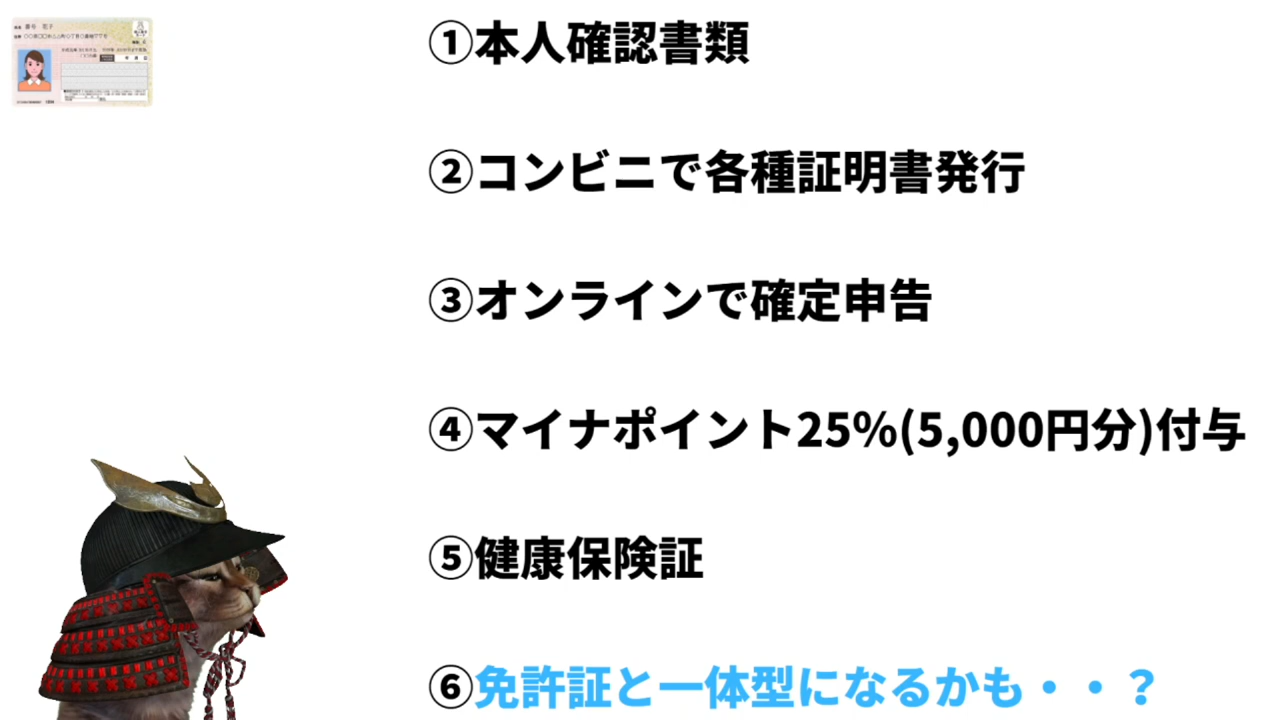 ①本人確認書類
②コンビニで各種証明書発行
③オンラインで確定申告
④マイナポイント25%(5,000円分)付与
⑤健康保険証
⑥免許証と一体型になるかも・・？